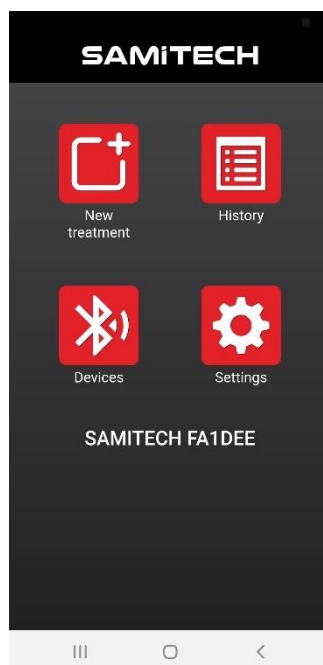 SAMiTECH
New
treatment
History
Devices
Settings
SAMITECH FA1DEE